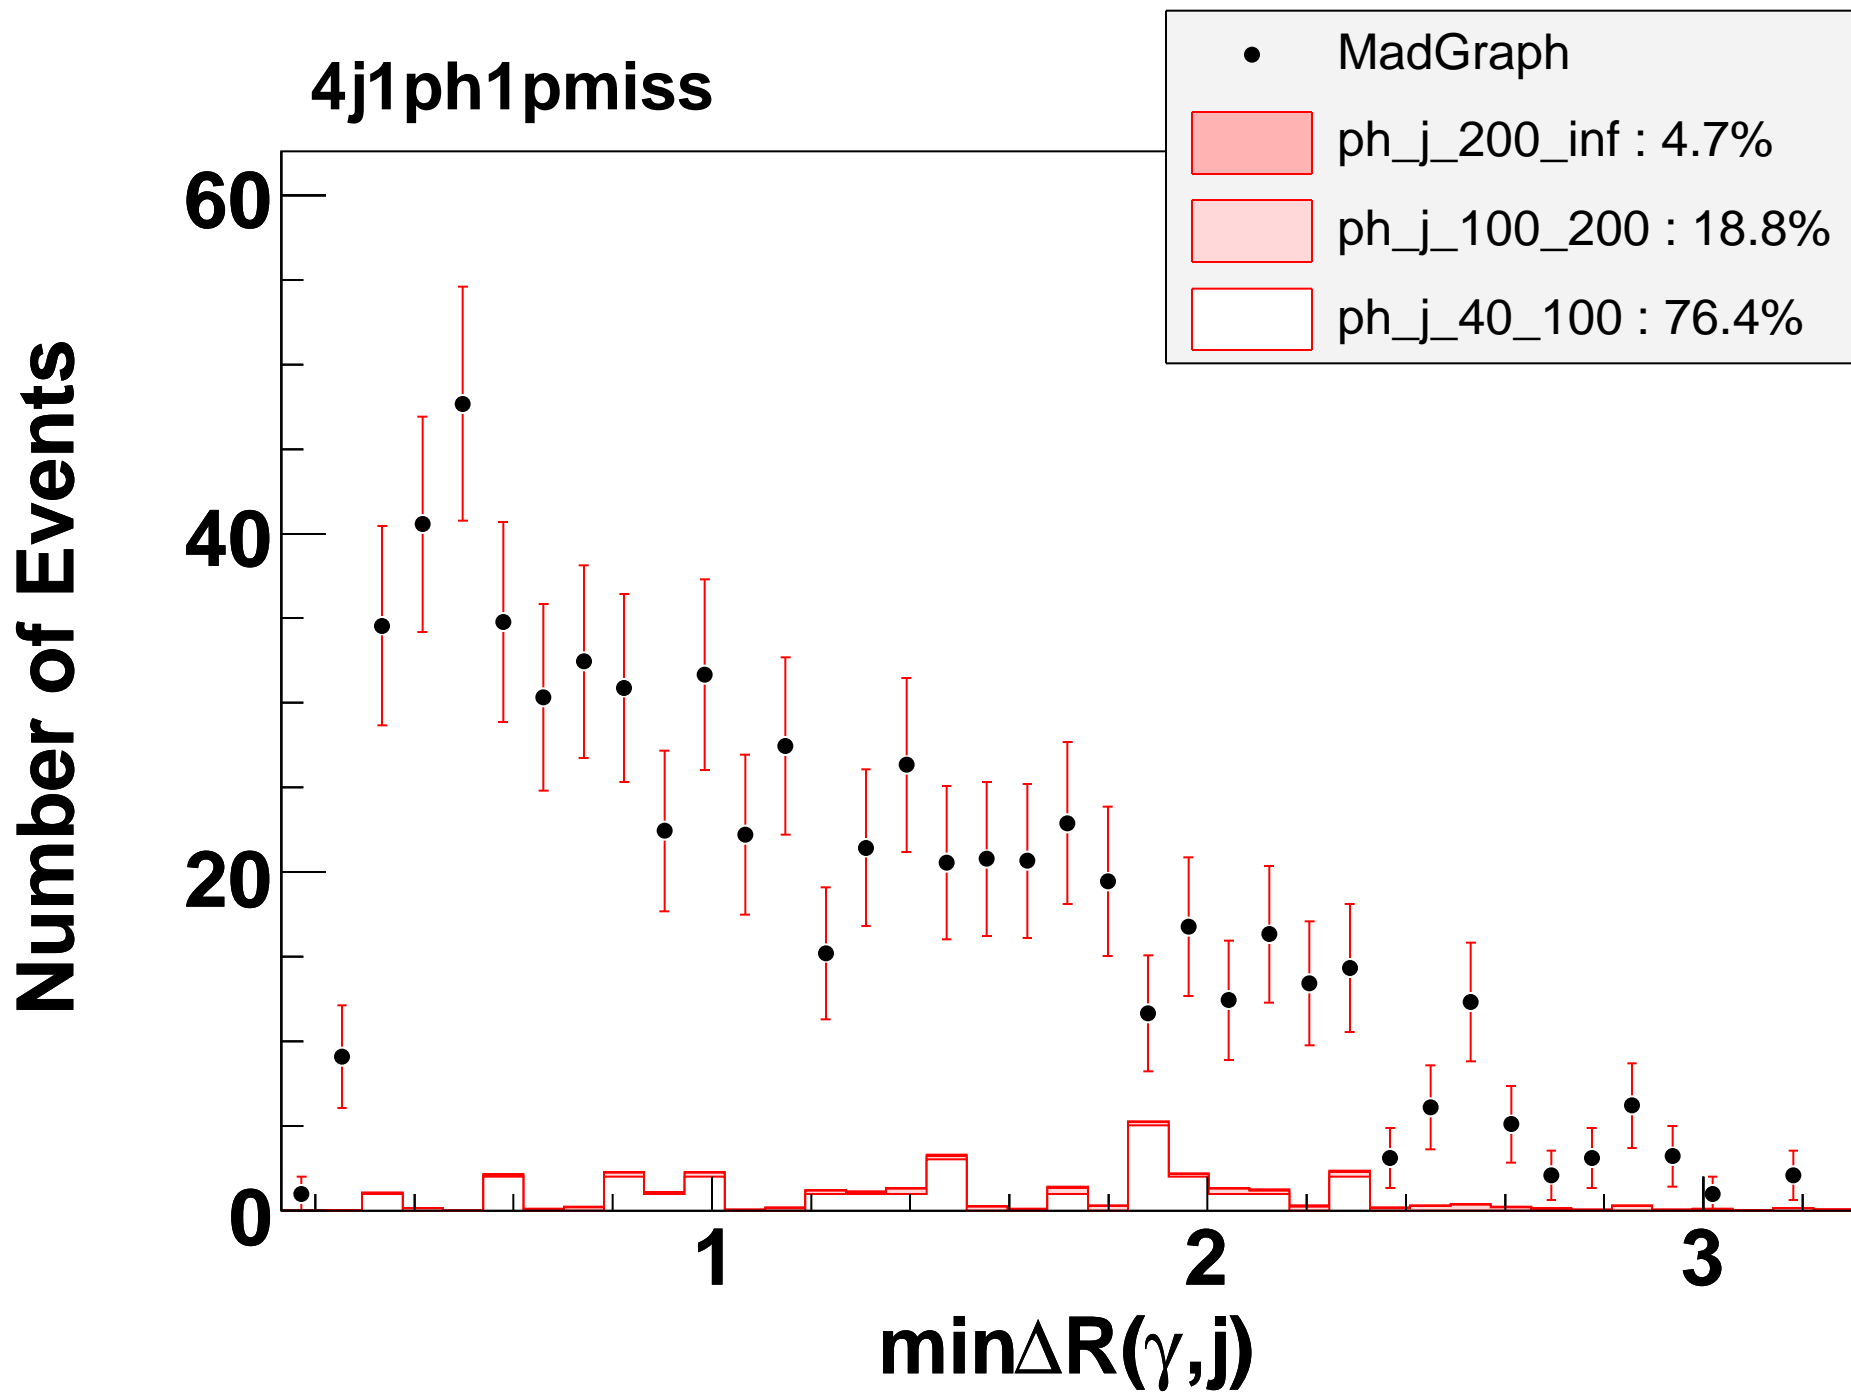 4j1ph1pmiss
MadGraph
ph_j_200_inf : 4.7%
ph_j_100_200 : 18.8%
ph_j_40_100 : 76.4%
Number of Events
60
40
20
0
1
2
3
minΔR(γ,j)